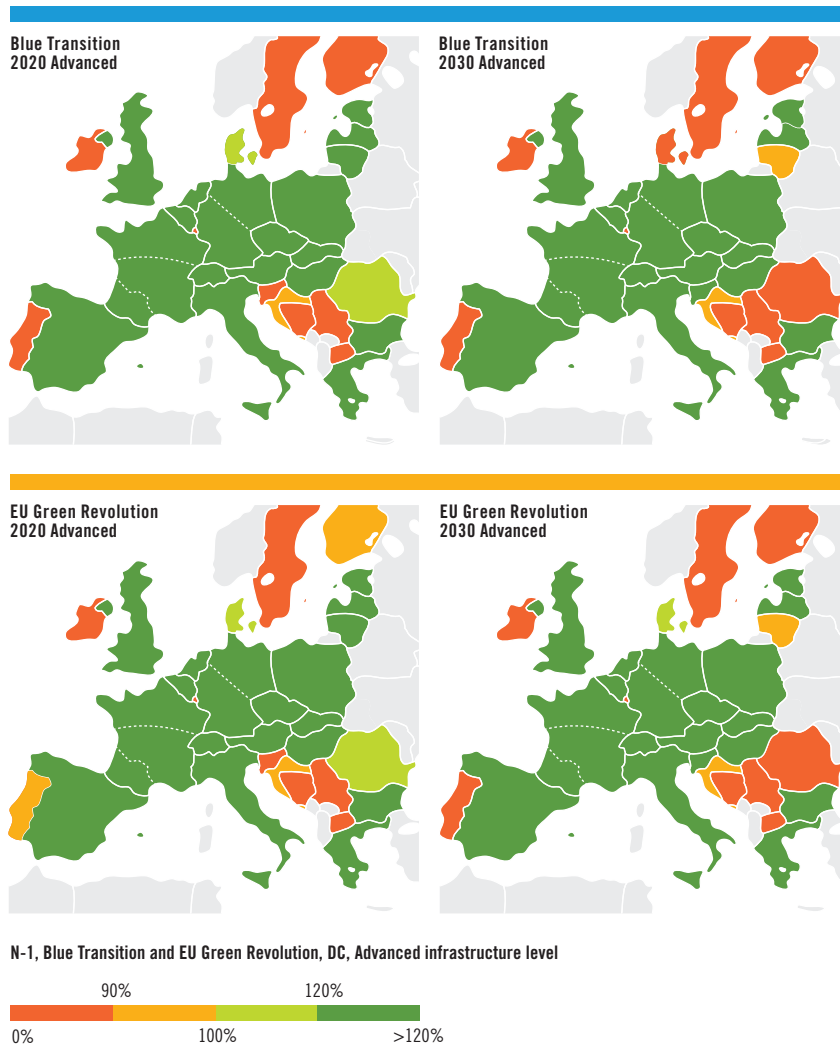 Blue Transition
2020 Advanced
Blue Transition
2030 Advanced
EU Green Revolution
2020 Advanced
EU Green Revolution
2030 Advanced
N-1, Blue Transition and EU Green Revolution, DC, Advanced infrastructure level
90% 120%
0% 100% >120%